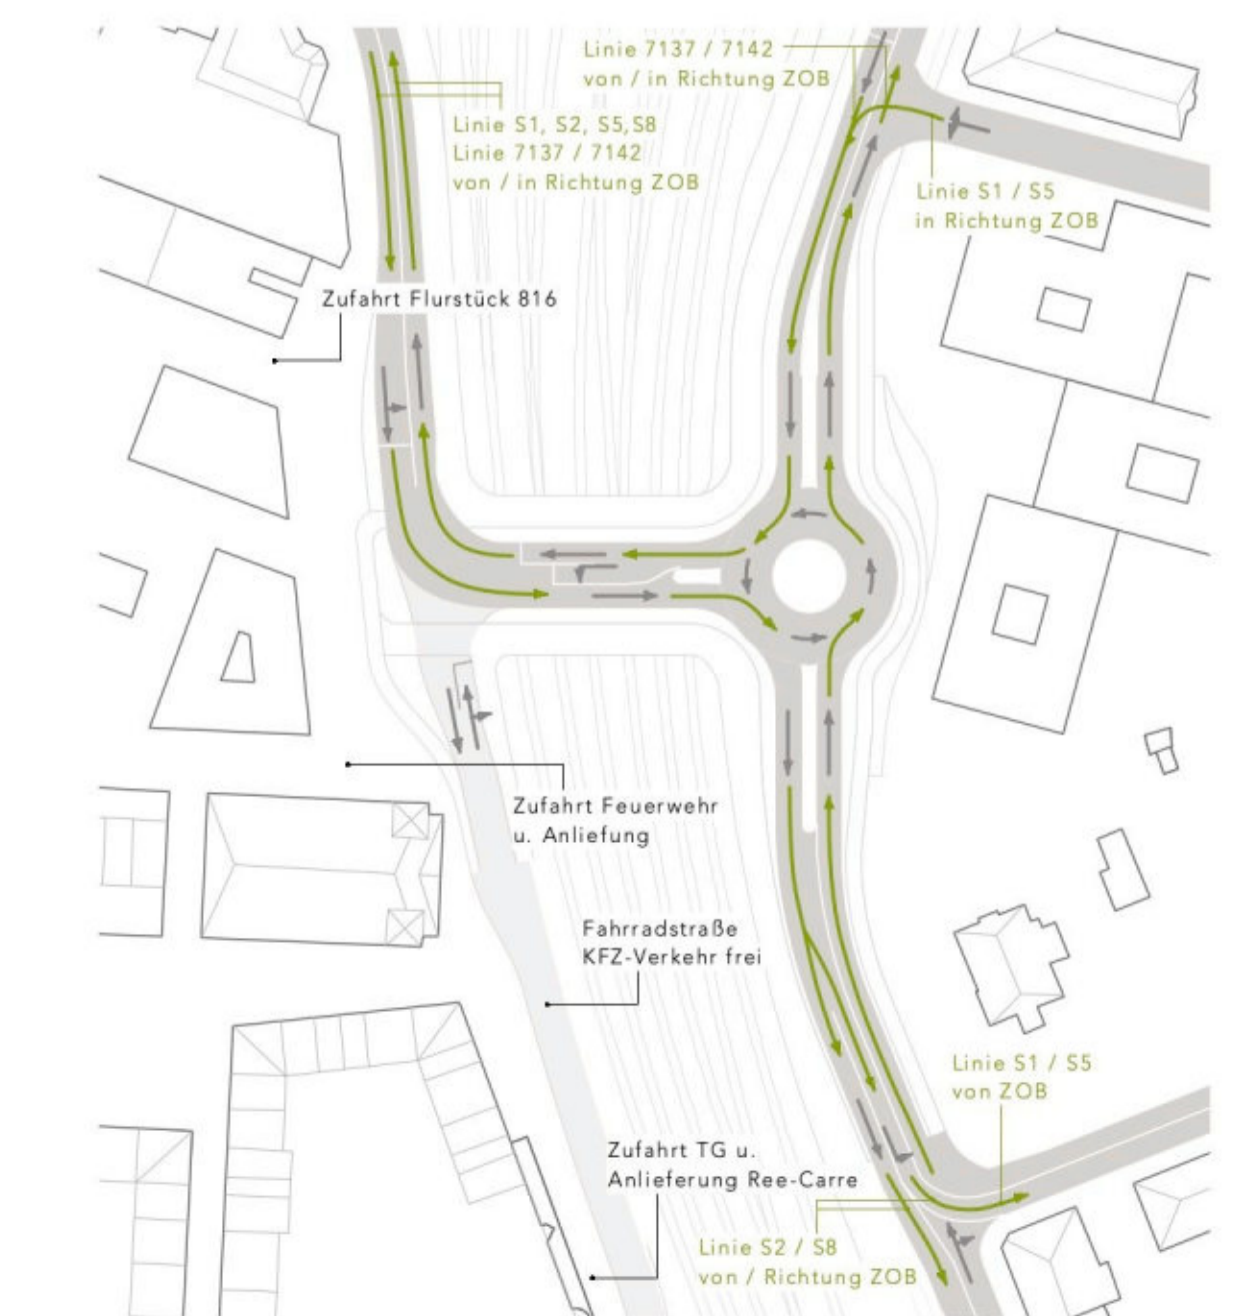 Linie 7137 / 7142
von / in Richtung ZOB
Linie S1, S2, S5,S8
Linie 7137 / 7142
von / in Richtung ZOB
Linie S1 / S5
in Richtung ZOB
Zufahrt Flurstück 816
Zufahrt Feuerwehr
u. Anliefung
Fahrradstraße
KFZ-Verkehr frei
Linie S1 / S5
von ZOB
Zufahrt TG u.
Anlieferung Ree-Carre
Linie S2 / S8
von / Richtung ZOB